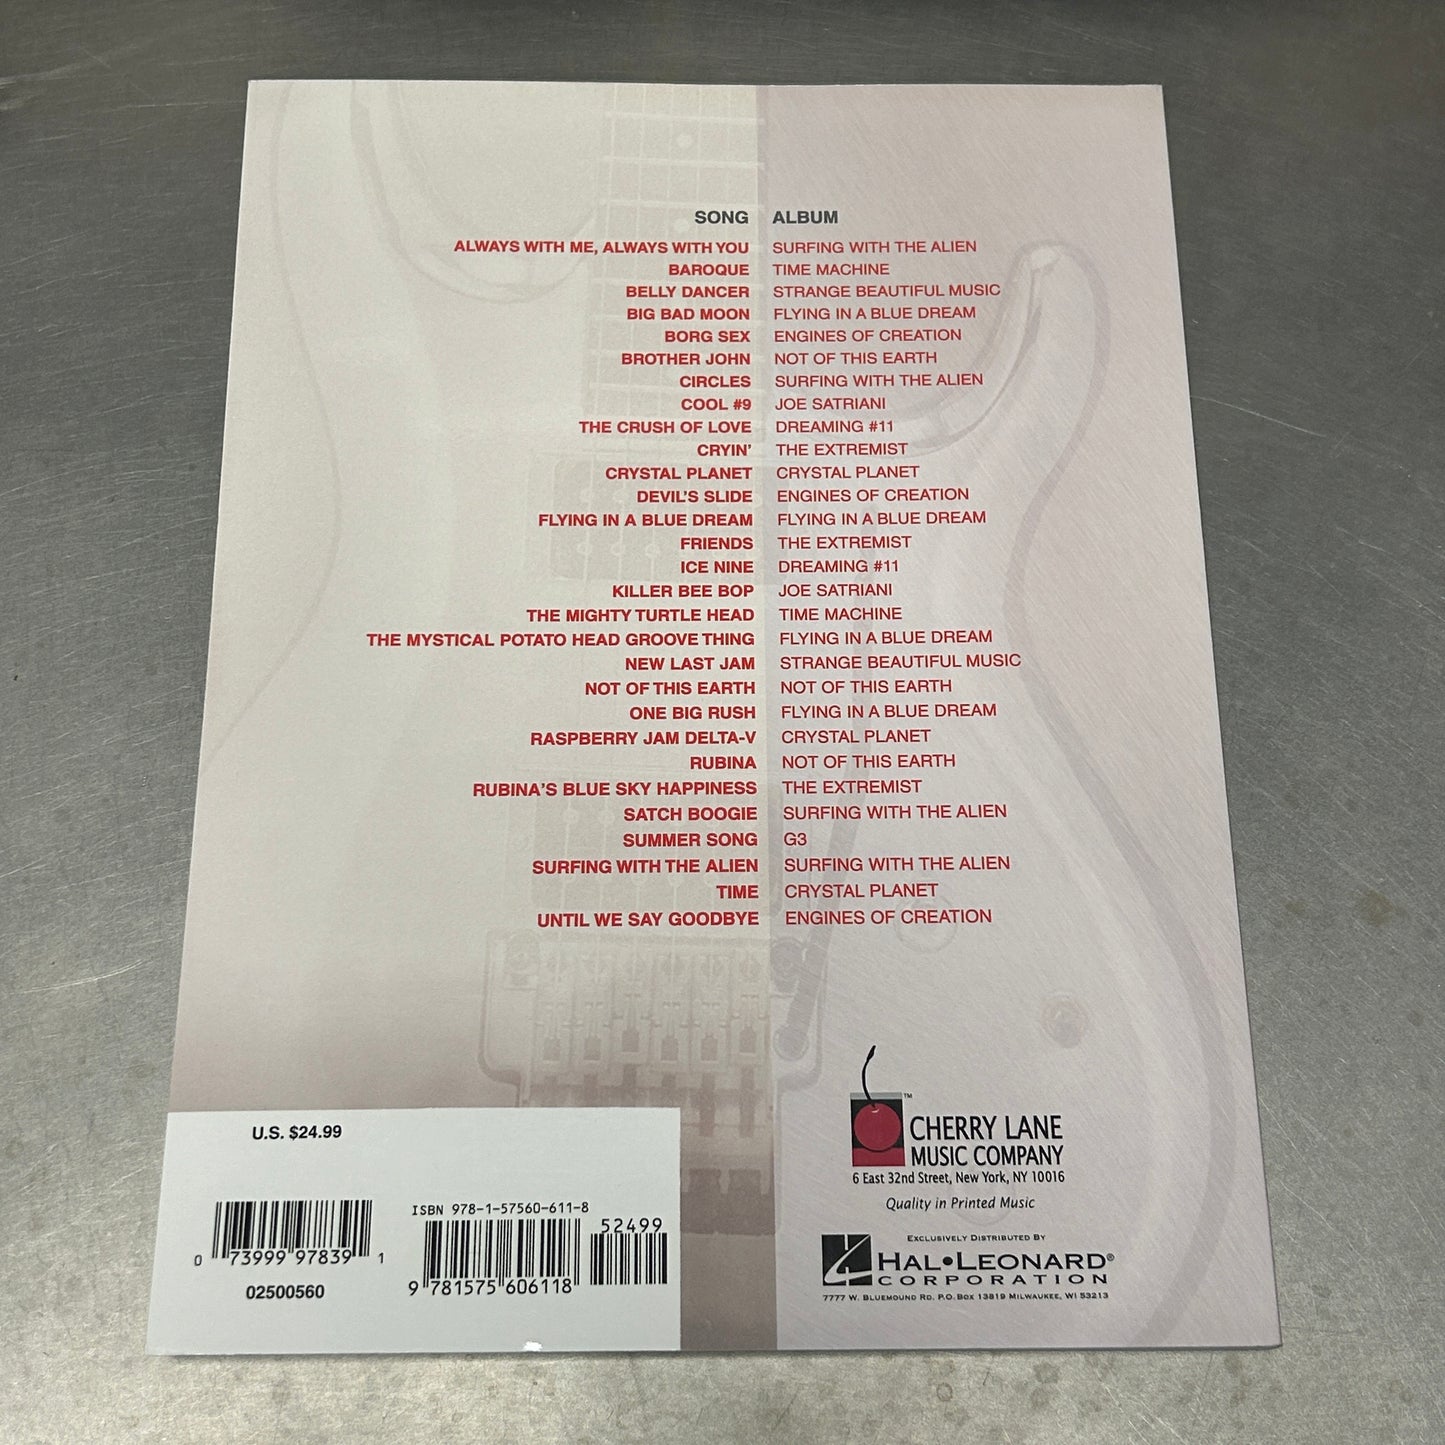 SONG ALBUM
ALWAYS WITH ME, ALWAYS WITH YOU SURFING WITH THE ALIEN
BAROQUE TIME MACHINE
BELLY DANCER STRANGE BEAUTIFUL MUSIC
BIG BAD MOON FLYING IN A BLUE DREAM
BORG SEX ENGINES OF CREATION
BROTHER JOHN NOT OF THIS EARTH
CIRCLES SURFING WITH THE ALIEN
COOL #9 JOE SATRIANI
THE CRUSH OF LOVE DREAMING #11
CRYIN' THE EXTREMIST
CRYSTAL PLANET CRYSTAL PLANET
DEVIL'S SLIDE ENGINES OF CREATION
FLYING IN A BLUE DREAM FLYING IN A BLUE DREAM
FRIENDS THE EXTREMIST
ICE NINE DREAMING #11
KILLER BEE BOP JOE SATRIANI
THE MIGHTY TURTLE HEAD TIME MACHINE
THE MYSTICAL POTATO HEAD GROOVE THING FLYING IN A BLUE DREAM
NEW LAST JAM STRANGE BEAUTIFUL MUSIC
NOT OF THIS EARTH NOT OF THIS EARTH
ONE BIG RUSH FLYING IN A BLUE DREAM
RASPBERRY JAM DELTA-V CRYSTAL PLANET
RUBINA NOT OF THIS EARTH
RUBINA'S BLUE SKY HAPPINESS THE EXTREMIST
SATCH BOOGIE SURFING WITH THE ALIEN
SUMMER SONG G3
SURFING WITH THE ALIEN SURFING WITH THE ALIEN
TIME CRYSTAL PLANET
UNTIL WE SAY GOODBYE ENGINES OF CREATION
U.S. $24.99
0 73999 97839 1
02500560
ISBN 978-1-57560-611-8
52499
9 781575 606118
TM
CHERRY LANE
MUSIC COMPANY
6 East 32nd Street, New York, NY 10016
Quality in Printed Music
EXCLUSIVELY DISTRIBUTED BY
HAL•LEONARD®
CORPORATION
7777 W. BLUEMOUND RD. P.O. BOX 13819 MILWAUKEE, WI 53213